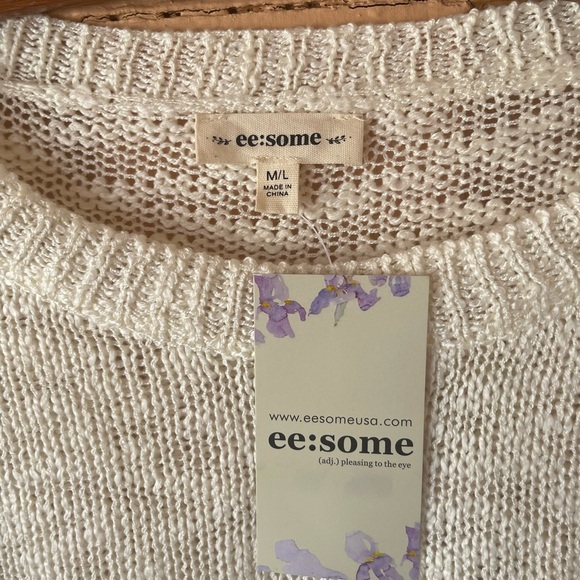 ee:some
M/L
MADE IN
CHINA
www.eesomeusa.com
ee:some
(adj.) pleasing to the eye